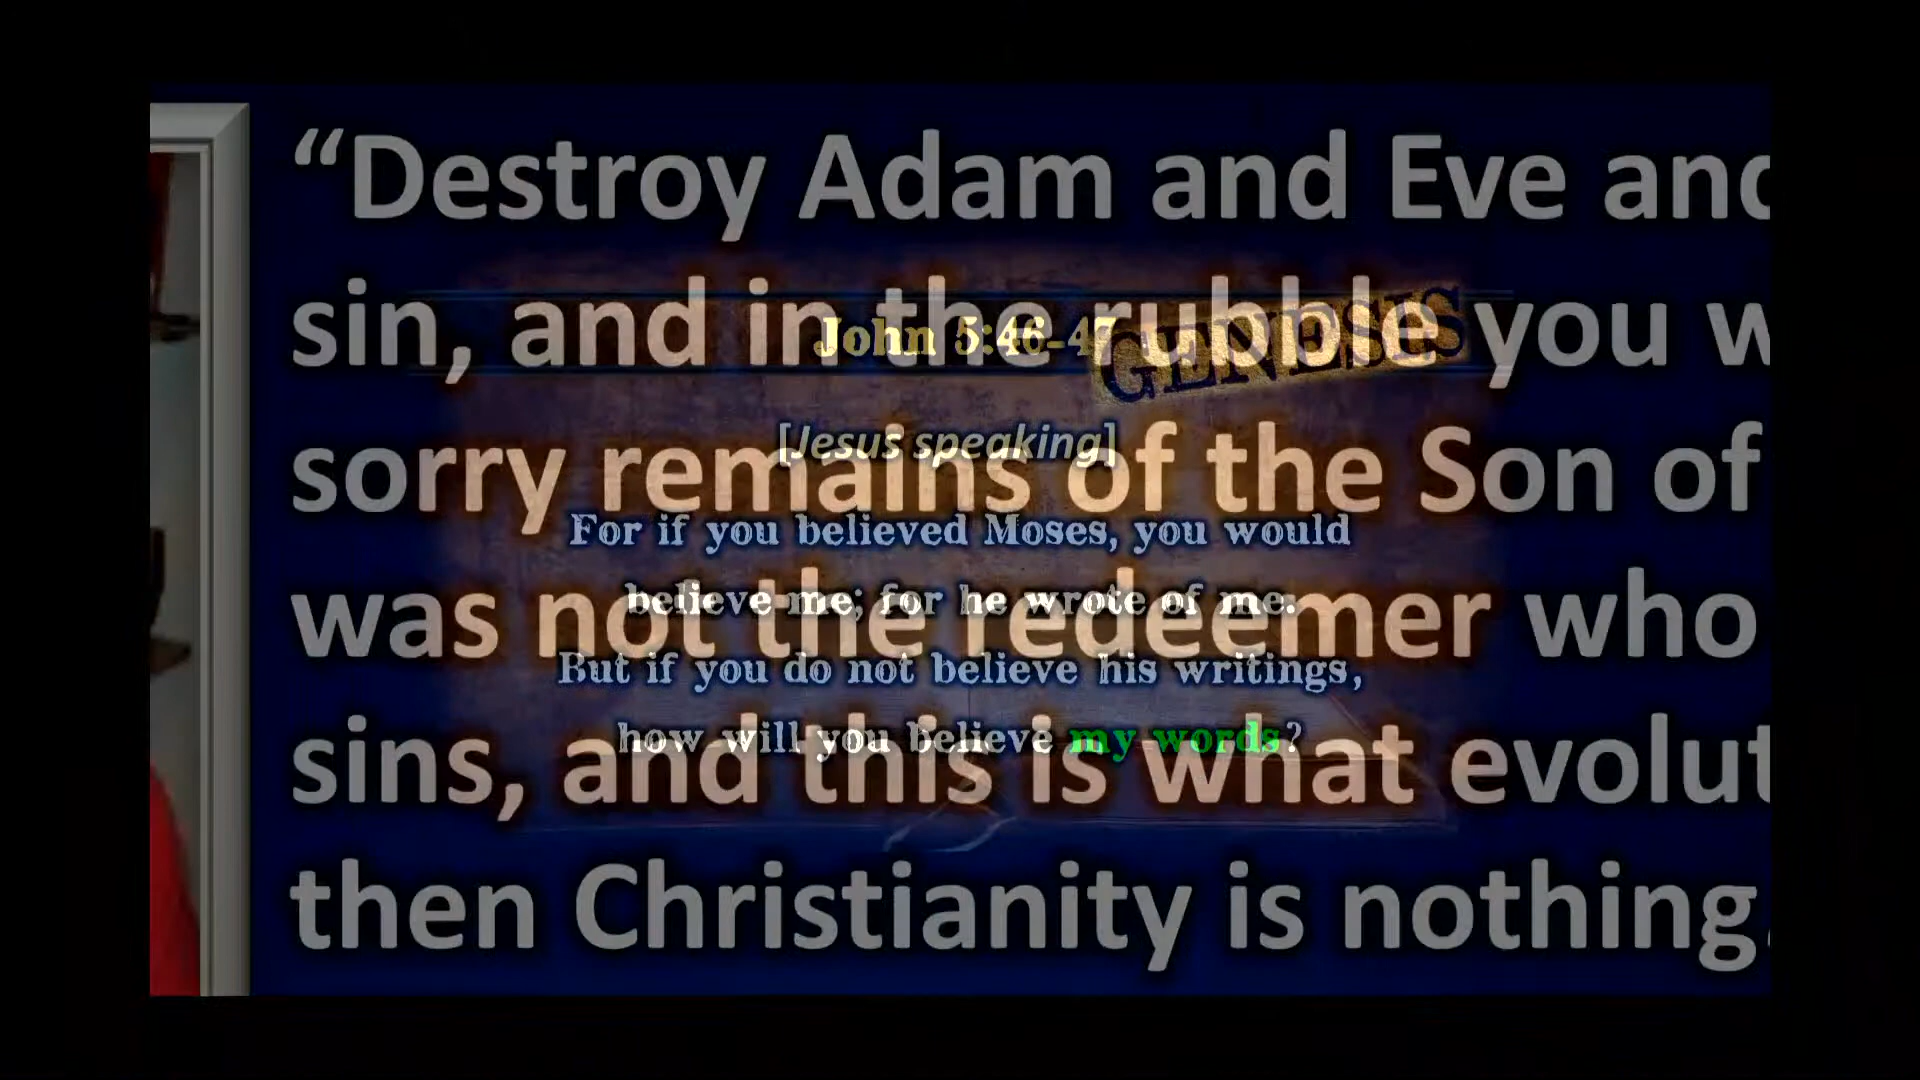 “Destroy Adam and Eve and
sin, and in the rubble you w
sorry remains of the Son of
was not the redeemer who
sins, and this is what evolut
then Christianity is nothing.
John 5:46-47
GENESIS
[Jesus speaking]
For if you believed Moses, you would
believe me; for he wrote of me.
But if you do not believe his writings,
how will you believe my words?